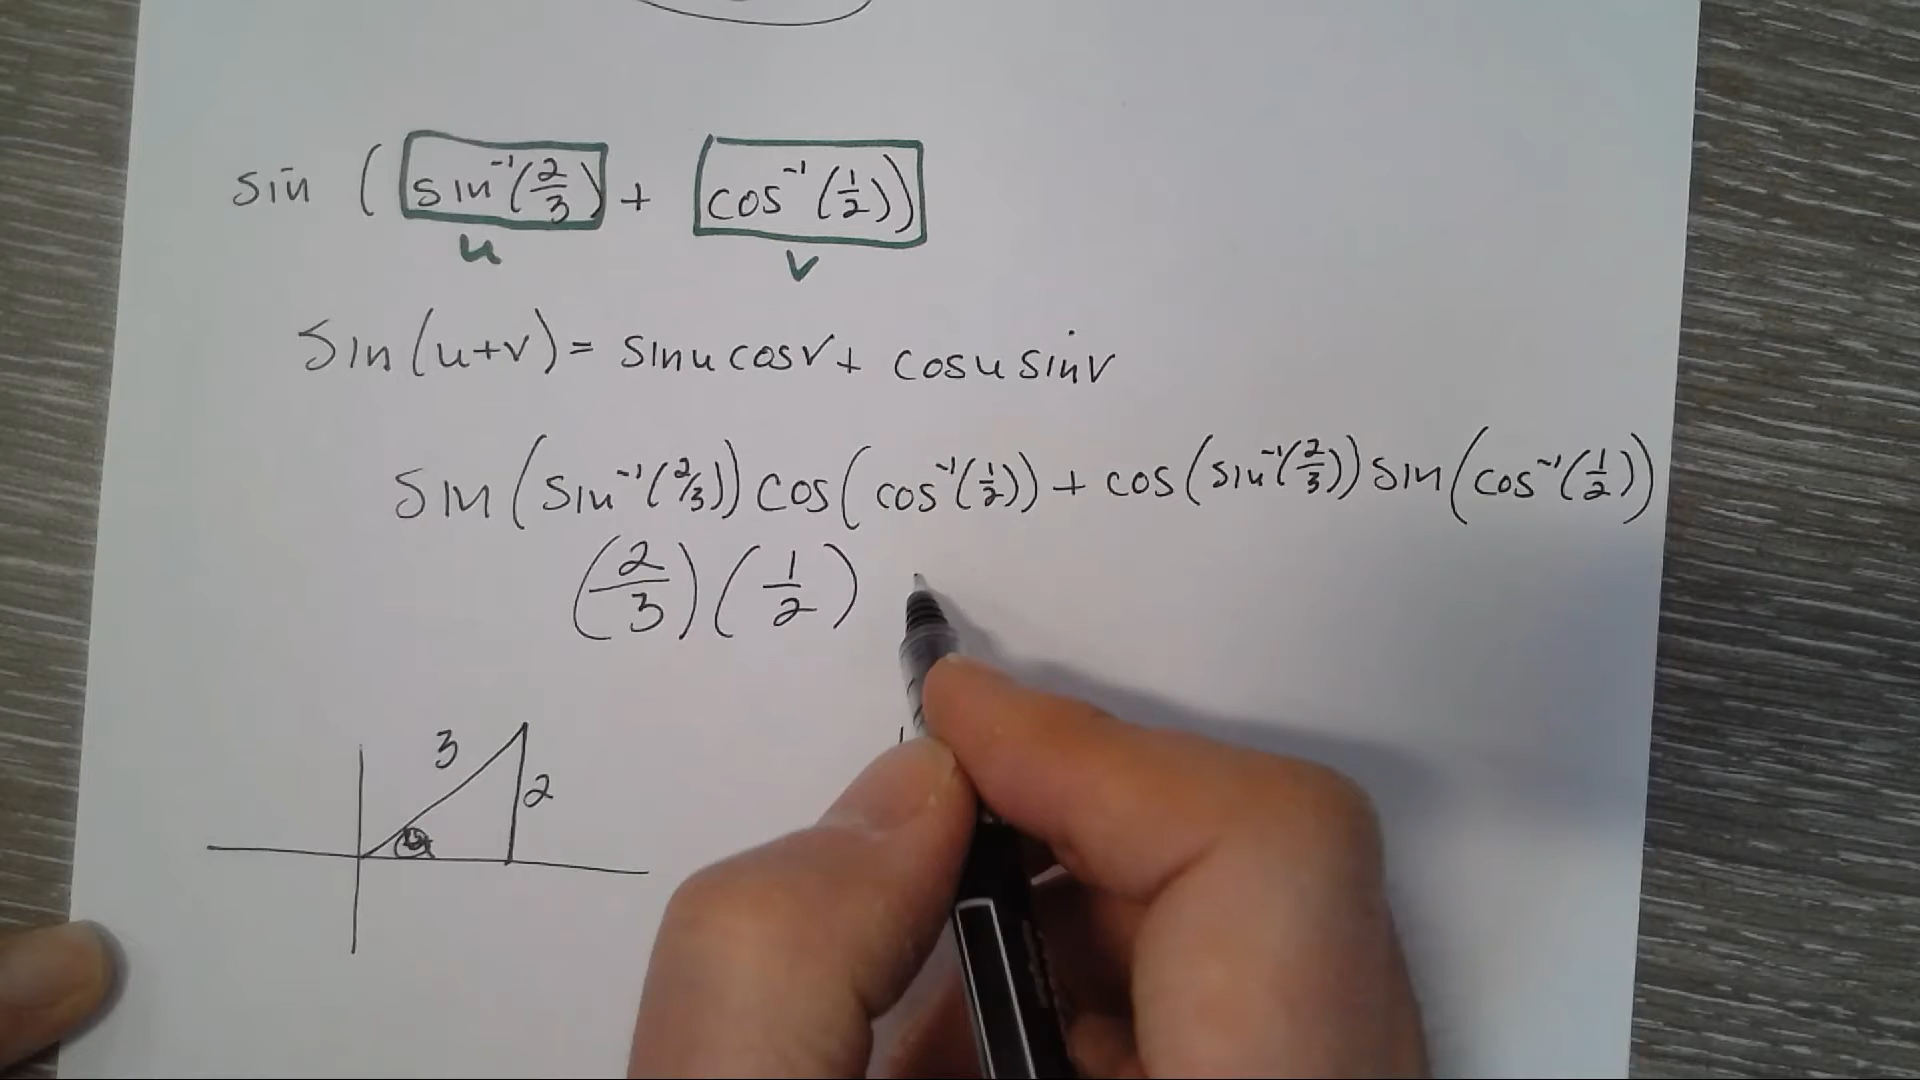 sin (sin⁻¹(2/3) + cos⁻¹(1/2))
u v
Sin(u+v) = sinu cosv + cosu sinv
Sin(sin⁻¹(2/3)) cos(cos⁻¹(1/2)) + cos(sin⁻¹(2/3)) sin(cos⁻¹(1/2))
(2/3)(1/2)
3
2